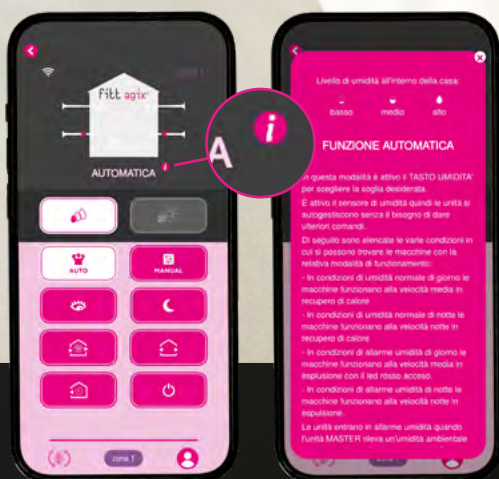 fitt agix
AUTOMATICA i
A
i
AUTO
MANUAL
zona 1
Livello di umidità all'interno della casa:
basso medio alto
FUNZIONE AUTOMATICA
In questa modalità è attivo il TASTO UMIDITA'
per scegliere la soglia desiderata.
È attivo il sensore di umidità quindi le unità si
autogestiscono senza il bisogno di dare
ulteriori comandi.
Di seguito sono elencate le varie condizioni in
cui si possono trovare le macchine con la
relativa modalità di funzionamento:
- In condizioni di umidità normale di giorno le
macchine funzionano alla velocità media in
recupero di calore
- In condizioni di umidità normale di notte le
macchine funzionano alla velocità notte in
recupero di calore
- In condizioni di allarme umidità di giorno le
macchine funzionano alla velocità media in
espulsione con il led rosso acceso.
- In condizioni di allarme umidità di notte le
macchine funzionano alla velocità notte in
espulsione.
Le unità entrano in allarme umidità quando
l'unità MASTER rileva un'umidità ambientale
zona 1